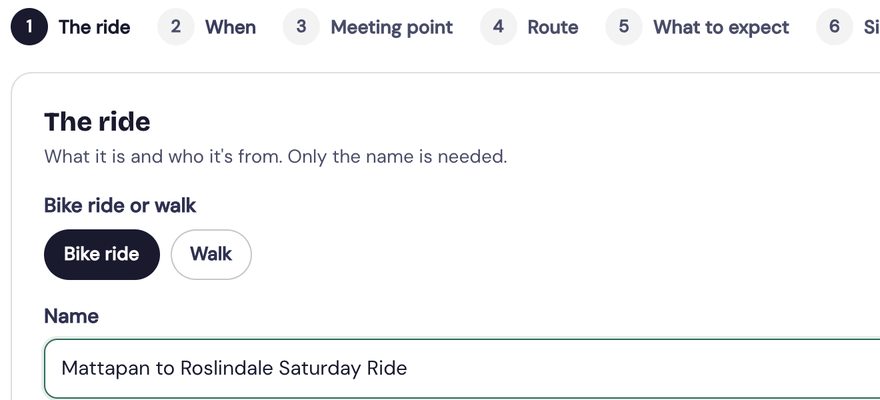 1 The ride 2 When 3 Meeting point 4 Route 5 What to expect 6
The ride
What it is and who it's from. Only the name is needed.
Bike ride or walk
Bike ride Walk
Name
Mattapan to Roslindale Saturday Ride